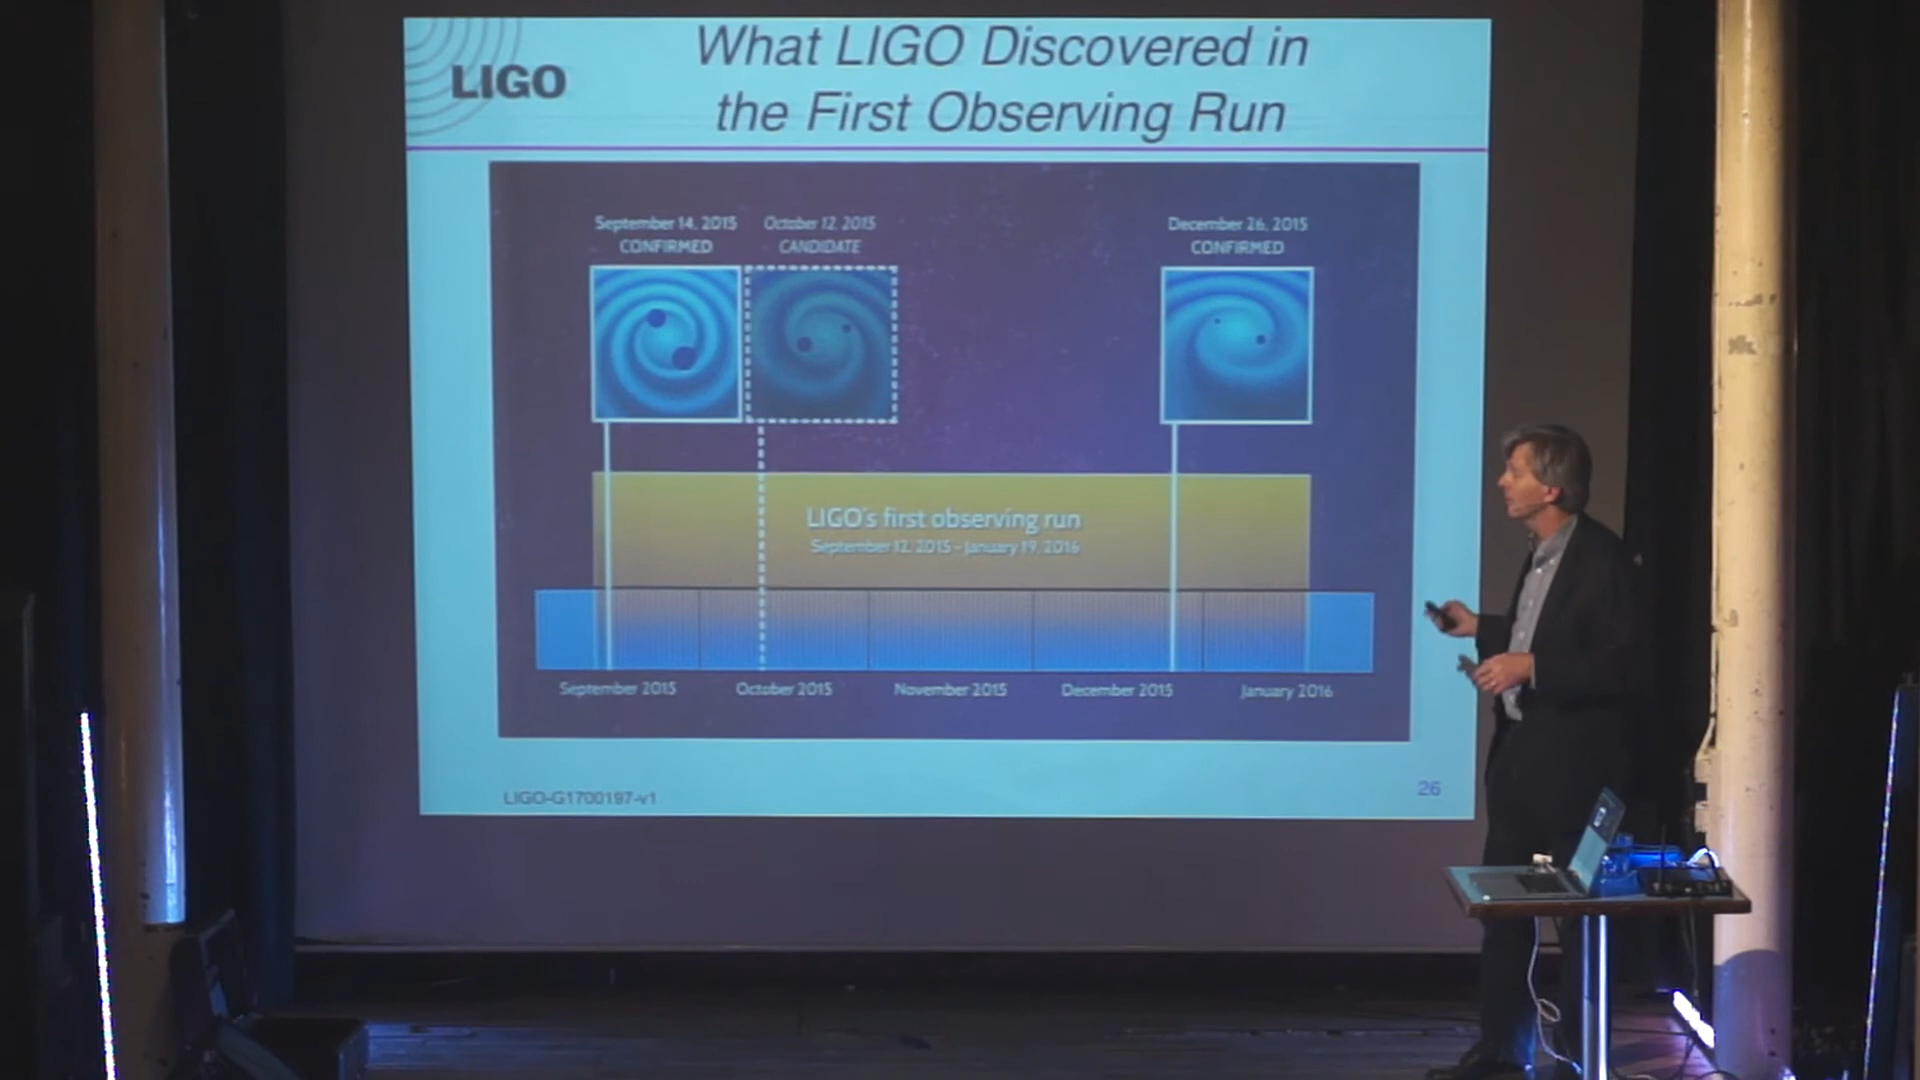 LIGO
What LIGO Discovered in
the First Observing Run
September 14, 2015
CONFIRMED
October 12, 2015
CANDIDATE
December 26, 2015
CONFIRMED
LIGO's first observing run
September 12, 2015 - January 19, 2016
September 2015
October 2015
November 2015
December 2015
January 2016
LIGO-G1700197-v1
26